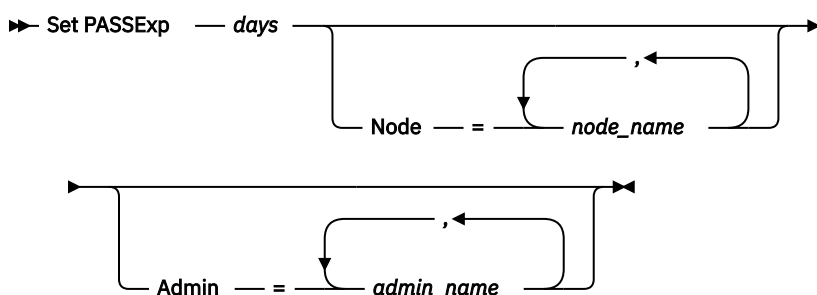 Set PASSExp days
,
Node = node_name
,
Admin = admin_name